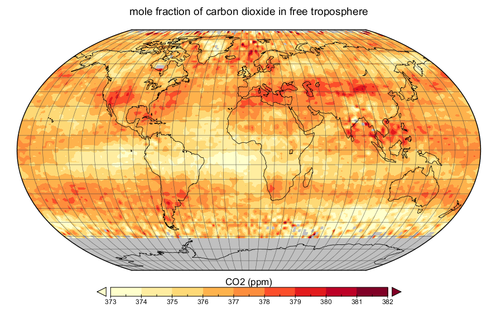 mole fraction of carbon dioxide in free troposphere
CO2 (ppm)
373 374 375 376 377 378 379 380 381 382